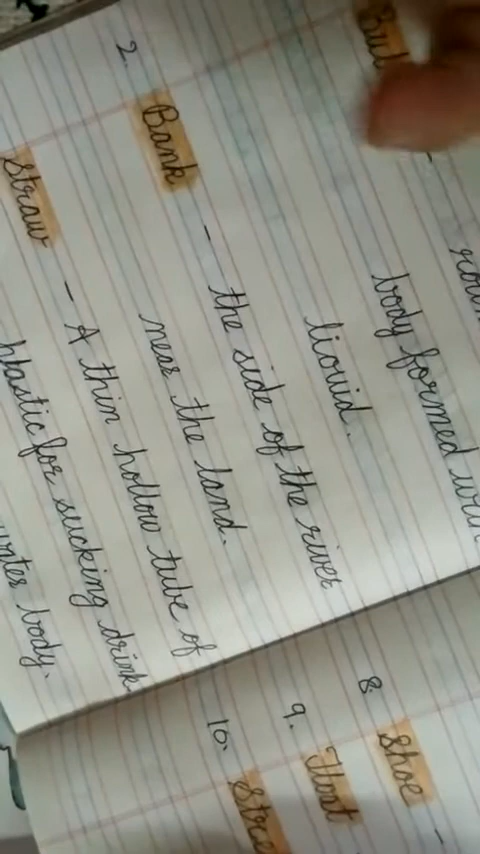 body formed with
liquid.
2. Bank - the side of the river
near the land.
Straw - A thin hollow tube of
plastic for sucking drink
body.
8. Shoe -
9. Float
10.